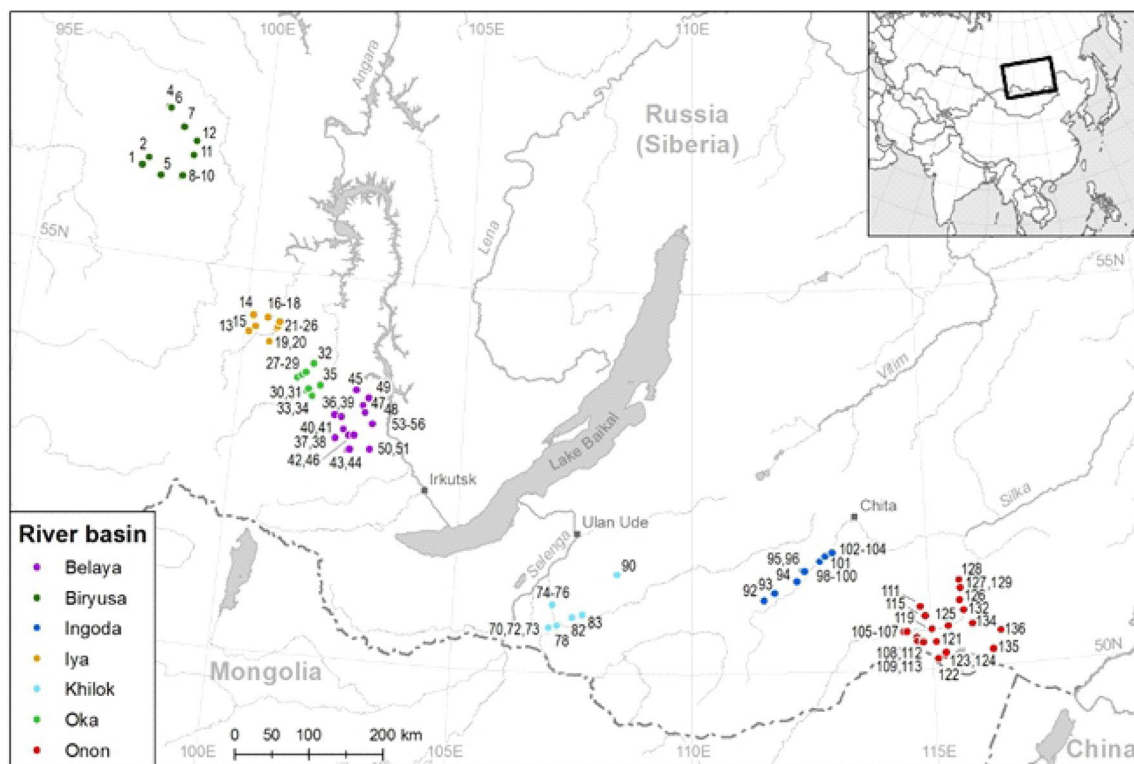 95E
100E
105E
110E
Angara
4
6
7
12
2
11
1
5
8-10
Russia
(Siberia)
55N
Lena
55N
14
16-18
13
15
21-26
19,20
32
27-29
35
45
49
30,31
36,39
47
33,34
48
40,41
53-56
37,38
42,46
43,44
50,51
Lake Baikal
Vitim
Irkutsk
Silka
Chita
Ulan Ude
Selenga
90
95,96
102-104
101
94
98-100
93
92
128
127,129
111
126
115
132
74-76
119
125
83
136
70,72,73
82
105-107
121
78
135
108,112
50N
109,113
123,124
122
Mongolia
River basin
Belaya
Biryusa
Ingoda
Iya
Khilok
Oka
Onon
0 50 100 200 km
100E
105E
110E
115E
China